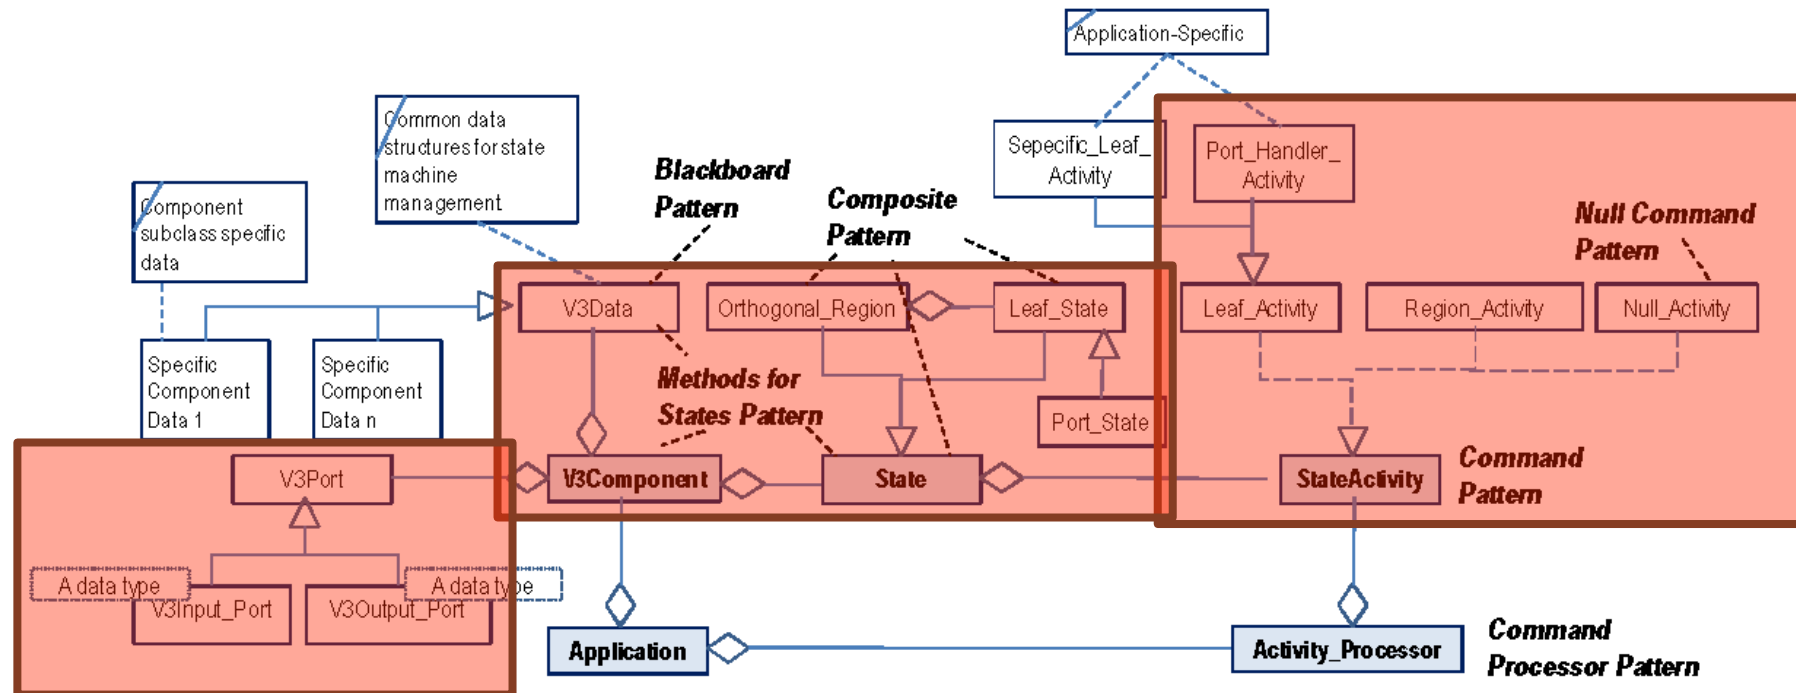 Application-Specific
Common data
structures for state
machine
management
Sepecific_Leaf_
Activity
Port_Handler_
Activity
Blackboard
Pattern
Composite
Pattern
Null Command
Pattern
Component
subclass specific
data
V3Data
Orthogonal_Region
Leaf_State
Leaf_Activity
Region_Activity
Null_Activity
Specific
Component
Data 1
Specific
Component
Data n
Methods for
States Pattern
Port_State
V3Port
V3Component
State
StateActivity
Command
Pattern
A data type
A data type
V3Input_Port
V3Output_Port
Application
Activity_Processor
Command
Processor Pattern